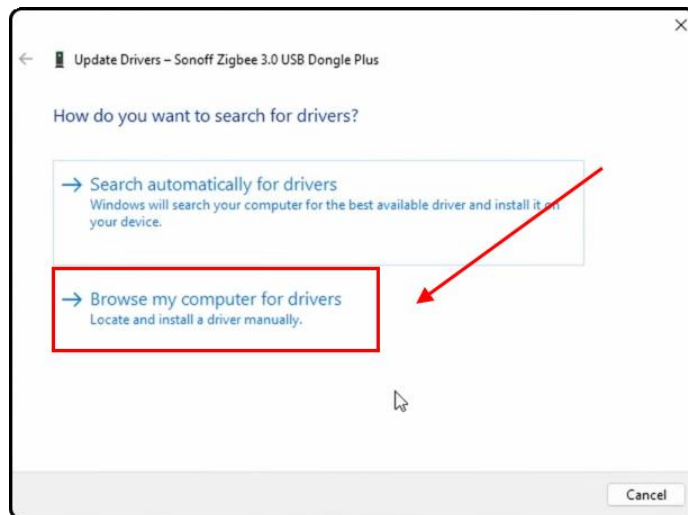 Update Drivers – Sonoff Zigbee 3.0 USB Dongle Plus
How do you want to search for drivers?
Search automatically for drivers
Windows will search your computer for the best available driver and install it on
your device.
Browse my computer for drivers
Locate and install a driver manually.
Cancel